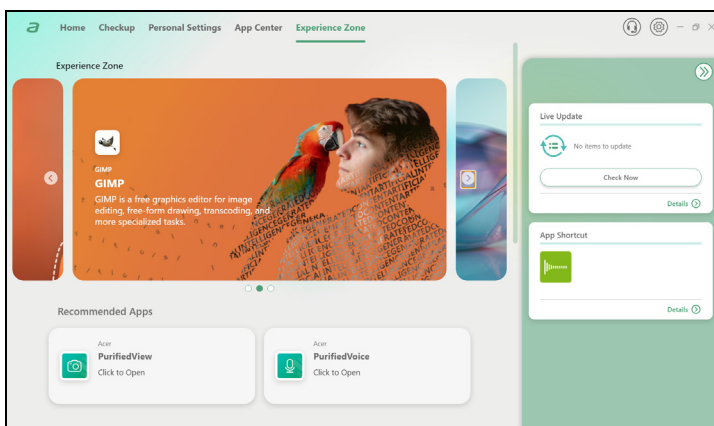 Home Checkup Personal Settings App Center Experience Zone
Experience Zone
GIMP
GIMP
GIMP is a free graphics editor for image
editing, free-form drawing, transcoding, and
more specialized tasks.
Recommended Apps
Acer
PurifiedView
Click to Open
Acer
PurifiedVoice
Click to Open
Live Update
No items to update
Check Now
Details
App Shortcut
Details